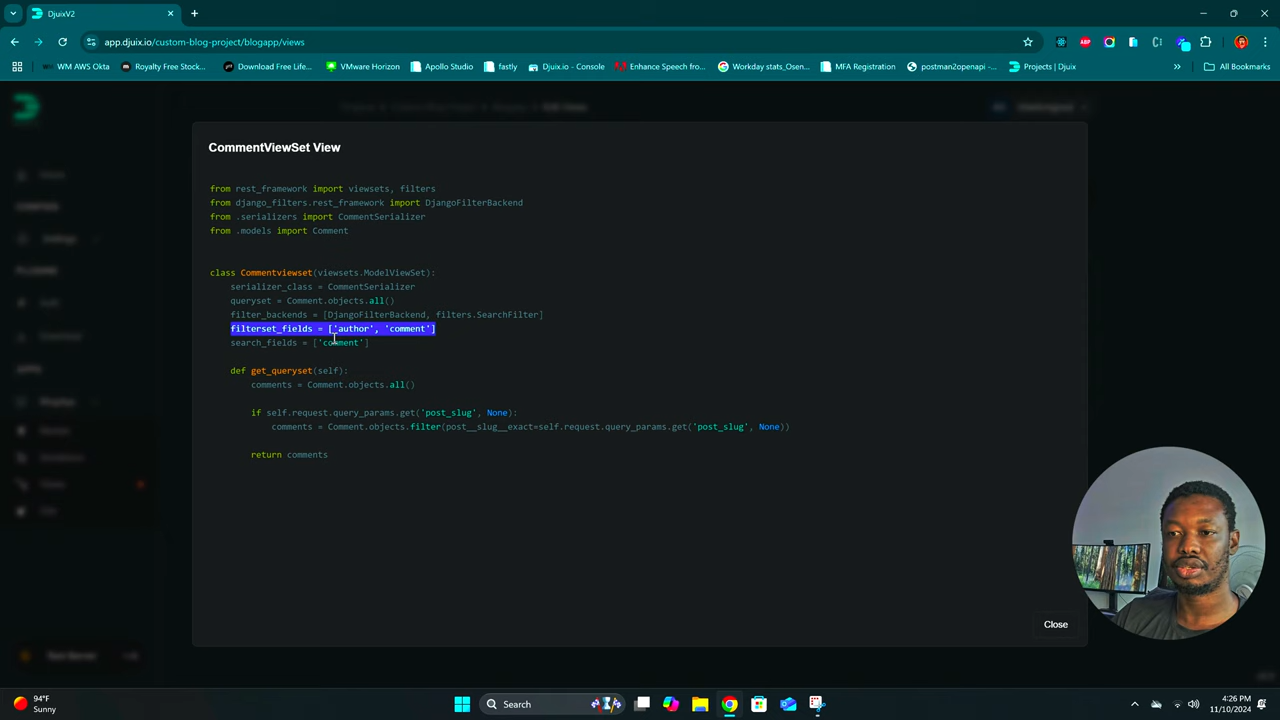 DjuixV2
app.djuix.io/custom-blog-project/blogapp/views
WM AWS Okta
Royalty Free Stock...
Download Free Life...
VMware Horizon
Apollo Studio
fastly
Djuix.io - Console
Enhance Speech fro...
Workday stats_Osen...
MFA Registration
postman2openapi -...
Projects | Djuix
All Bookmarks
CommentViewSet View
from rest_framework import viewsets, filters
from django_filters.rest_framework import DjangoFilterBackend
from .serializers import CommentSerializer
from .models import Comment
class Commentviewset(viewsets.ModelViewSet):
serializer_class = CommentSerializer
queryset = Comment.objects.all()
filter_backends = [DjangoFilterBackend, filters.SearchFilter]
filterset_fields = ['author', 'comment']
search_fields = ['comment']
def get_queryset(self):
comments = Comment.objects.all()
if self.request.query_params.get('post_slug', None):
comments = Comment.objects.filter(post__slug__exact=self.request.query_params.get('post_slug', None))
return comments
Close
94°F
Sunny
Search
4:26 PM
11/10/2024